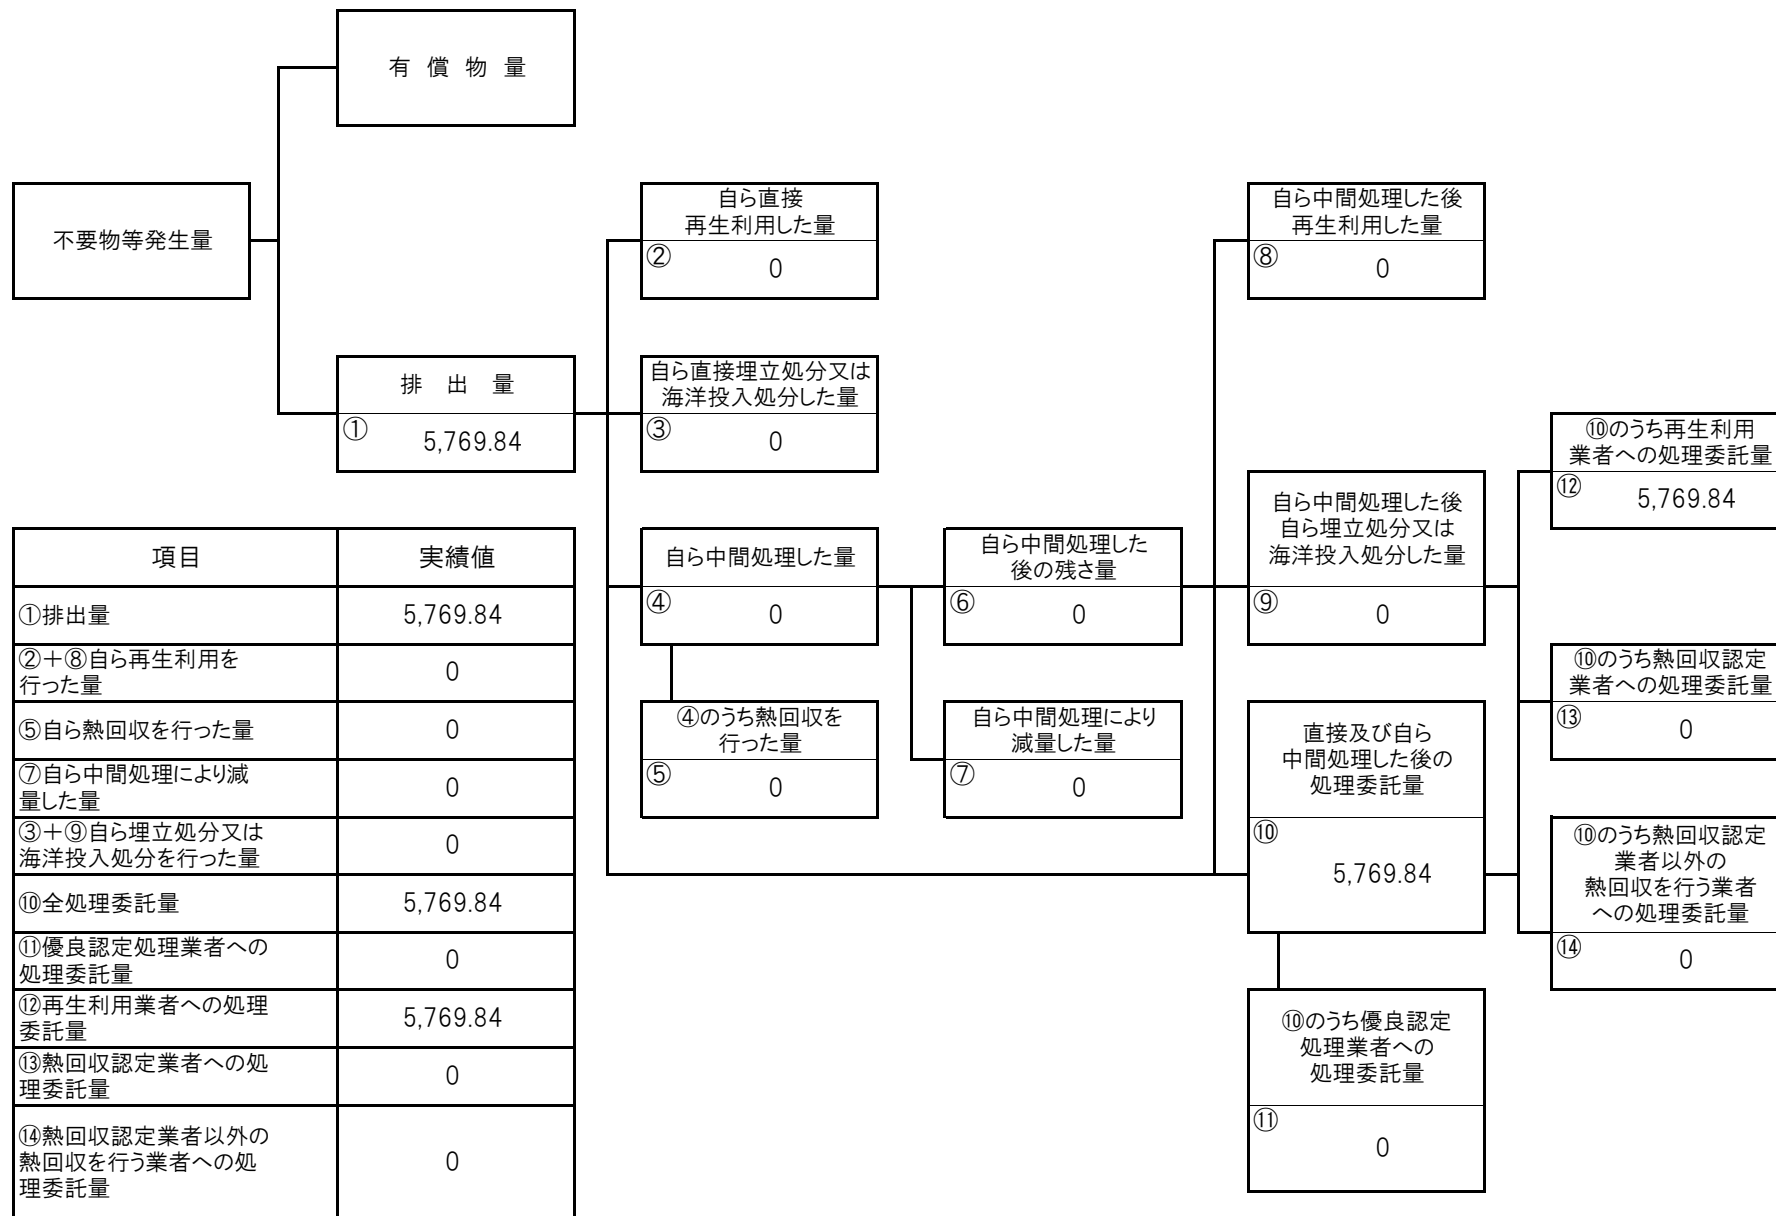 有 償 物 量
不要物等発生量
排 出 量
①
5,769.84
自ら直接
再生利用した量
②
0
自ら直接埋立処分又は
海洋投入処分した量
③
0
自ら中間処理した量
④
0
④のうち熱回収を
行った量
⑤
0
自ら中間処理した
後の残さ量
⑥
0
自ら中間処理により
減量した量
⑦
0
自ら中間処理した後
再生利用した量
⑧
0
自ら中間処理した後
自ら埋立処分又は
海洋投入処分した量
⑨
0
直接及び自ら
中間処理した後の
処理委託量
⑩
5,769.84
⑩のうち優良認定
処理業者への
処理委託量
⑪
0
⑩のうち再生利用
業者への処理委託量
⑫
5,769.84
⑩のうち熱回収認定
業者への処理委託量
⑬
0
⑩のうち熱回収認定
業者以外の
熱回収を行う業者
への処理委託量
⑭
0
項目 実績値
①排出量 5,769.84
②＋⑧自ら再生利用を
行った量
0
⑤自ら熱回収を行った量 0
⑦自ら中間処理により減
量した量
0
③＋⑨自ら埋立処分又は
海洋投入処分を行った量
0
⑩全処理委託量 5,769.84
⑪優良認定処理業者への
処理委託量
0
⑫再生利用業者への処理
委託量
5,769.84
⑬熱回収認定業者への処
理委託量
0
⑭熱回収認定業者以外の
熱回収を行う業者への処
理委託量
0